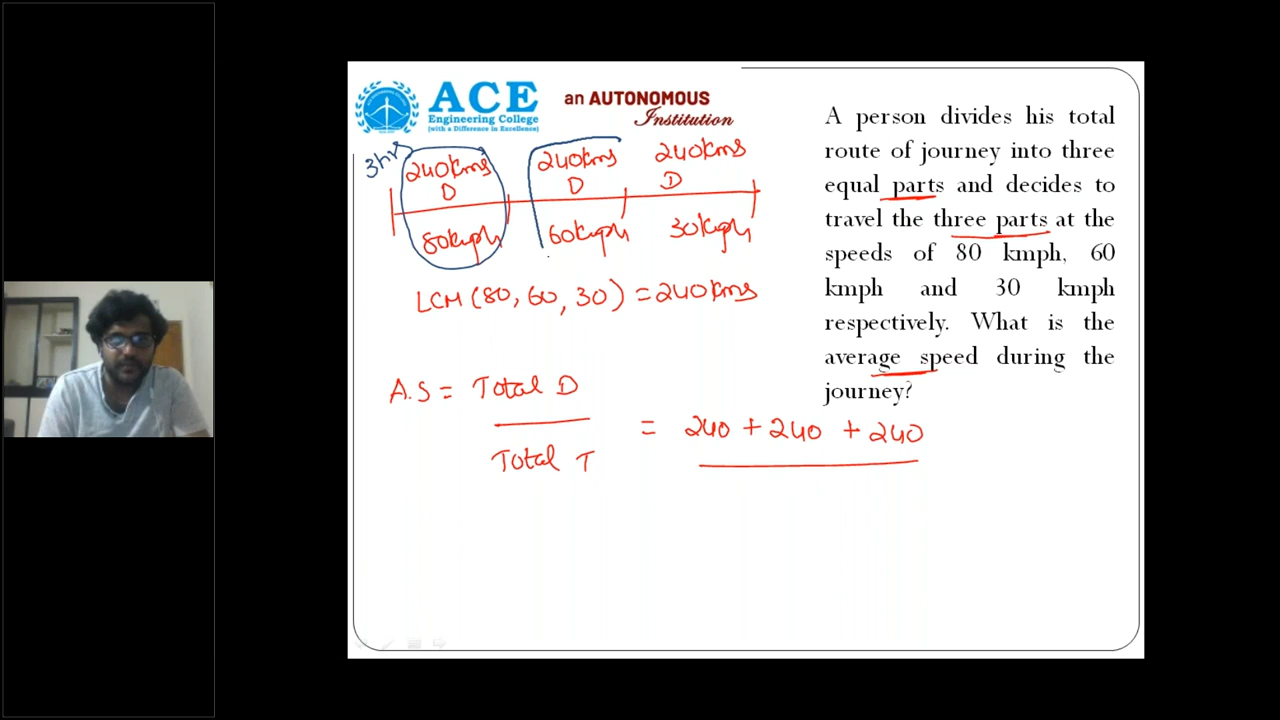 ACE
Engineering College
(with a Difference in Excellence)
an AUTONOMOUS
Institution
3hrs
240kms 240kms 240kms
D D D
80kmph 60kmph 30kmph
LCM (80, 60, 30) = 240kms
A.S = Total D
Total T
= 240 + 240 + 240
A person divides his total
route of journey into three
equal parts and decides to
travel the three parts at the
speeds of 80 kmph, 60
kmph and 30 kmph
respectively. What is the
average speed during the
journey?